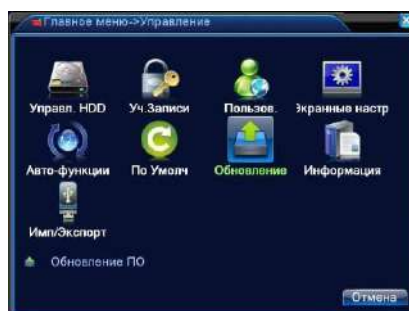 Главное меню->Управление
Управл. HDD Уч.Записи Пользов. Экранные настр
Авто-функции По Умолч Обновление Информация
Имп/Экспорт
Обновление ПО
Отмена